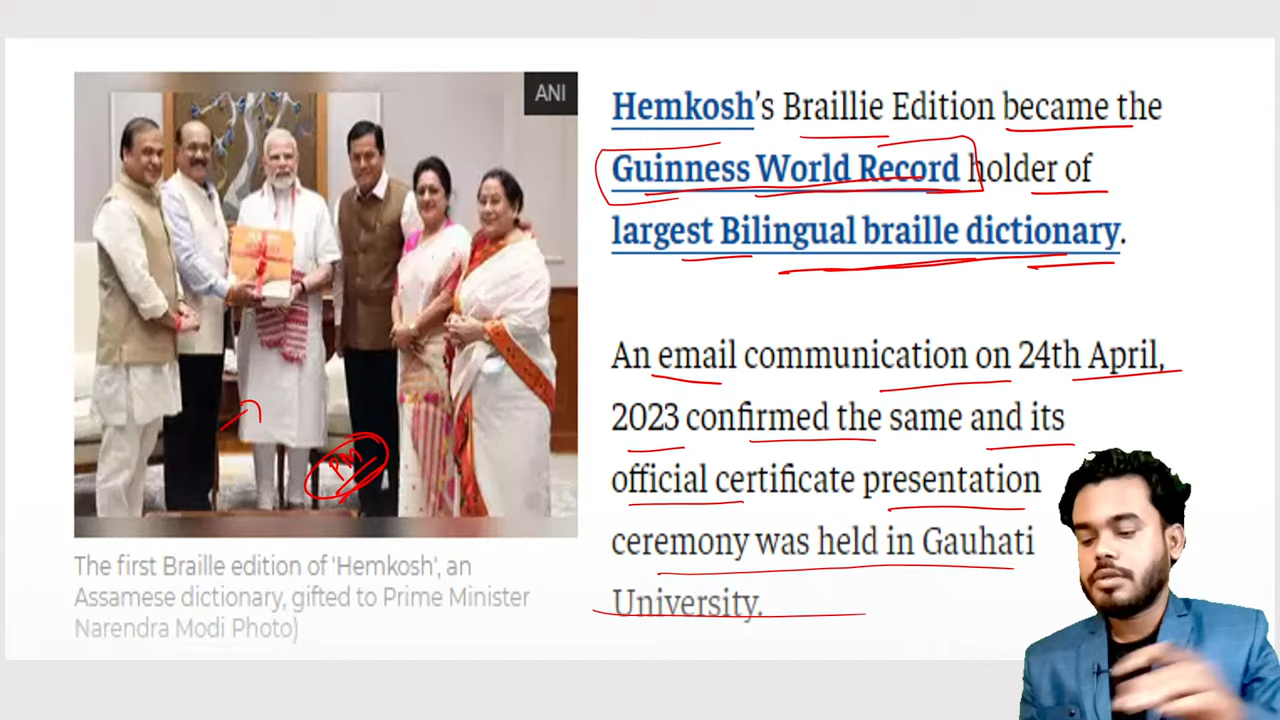 ANI
Hemkosh's Braillie Edition became the
Guinness World Record holder of
largest Bilingual braille dictionary.
An email communication on 24th April,
2023 confirmed the same and its
official certificate presentation
ceremony was held in Gauhati
University.
PM
The first Braille edition of 'Hemkosh', an
Assamese dictionary, gifted to Prime Minister
Narendra Modi Photo)